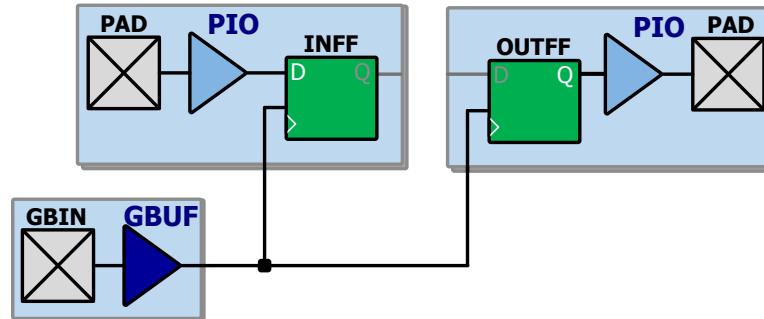 PAD PIO INFF
D Q
OUTFF PIO PAD
D Q
GBIN GBUF